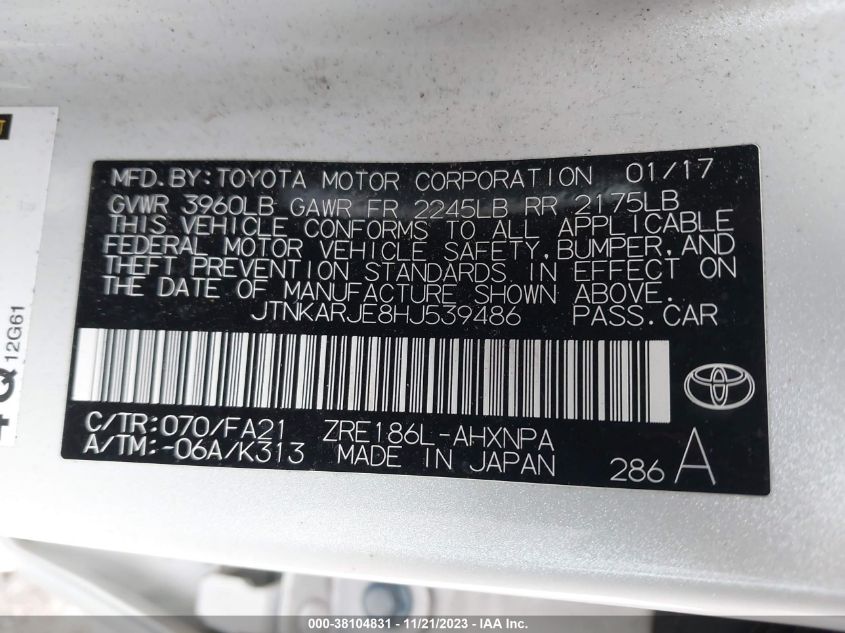 MFD.BY:TOYOTA MOTOR CORPORATION 01/17
GVWR 3960LB GAWR FR 2245LB RR 2175LB
THIS VEHICLE CONFORMS TO ALL APPLICABLE
FEDERAL MOTOR VEHICLE SAFETY,BUMPER,AND
THEFT PREVENTION STANDARDS IN EFFECT ON
THE DATE OF MANUFACTURE SHOWN ABOVE.
JTNKARJE8HJ539486 PASS.CAR
C/TR:070/FA21 ZRE186L-AHXNPA
A/TM:-06A/K313 MADE IN JAPAN
286 A
12G61
000-38104831 - 11/21/2023 - IAAI.COM